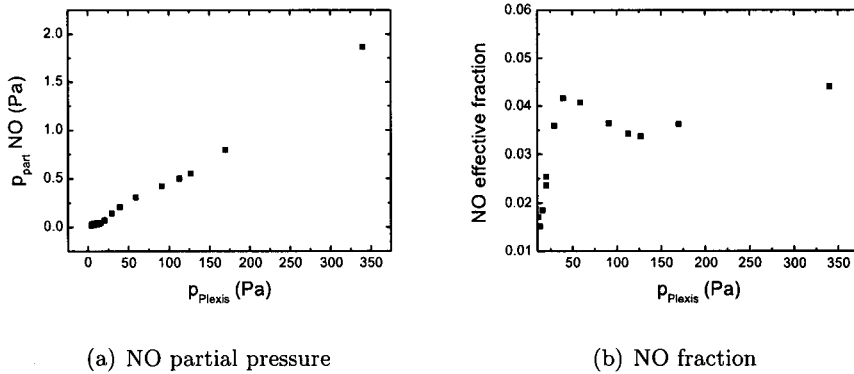 2.0
1.5
1.0
0.5
0.0
0 50 100 150 200 250 300 350
p_part NO (Pa)
p_Plexis (Pa)
(a) NO partial pressure
0.06
0.05
0.04
0.03
0.02
0.01
50 100 150 200 250 300 350
NO effective fraction
p_Plexis (Pa)
(b) NO fraction